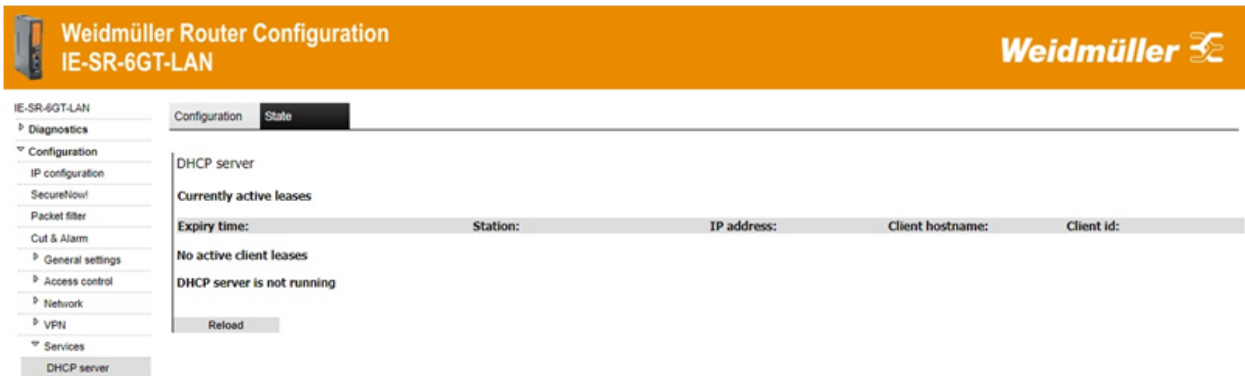 Weidmüller Router Configuration
IE-SR-6GT-LAN
Weidmüller
IE-SR-6GT-LAN
Diagnostics
Configuration
IP configuration
SecureNow!
Packet filter
Cut & Alarm
General settings
Access control
Network
VPN
Services
DHCP server
Configuration State
DHCP server
Currently active leases
Expiry time: Station: IP address: Client hostname: Client id:
No active client leases
DHCP server is not running
Reload